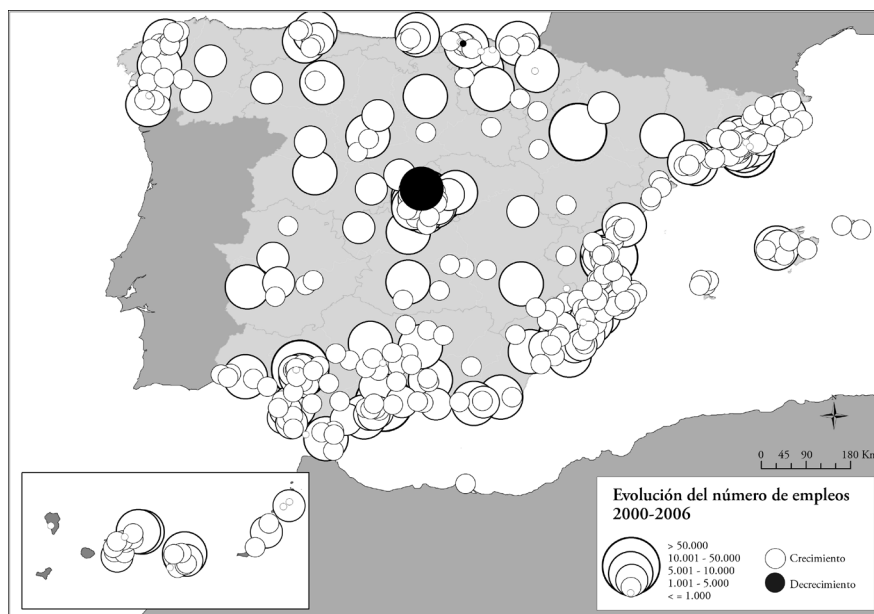 0 45 90 180 Km
Evolución del número de empleos
2000-2006
> 50.000
10.001 - 50.000
5.001 - 10.000
1.001 - 5.000
< = 1.000
Crecimiento
Decrecimiento